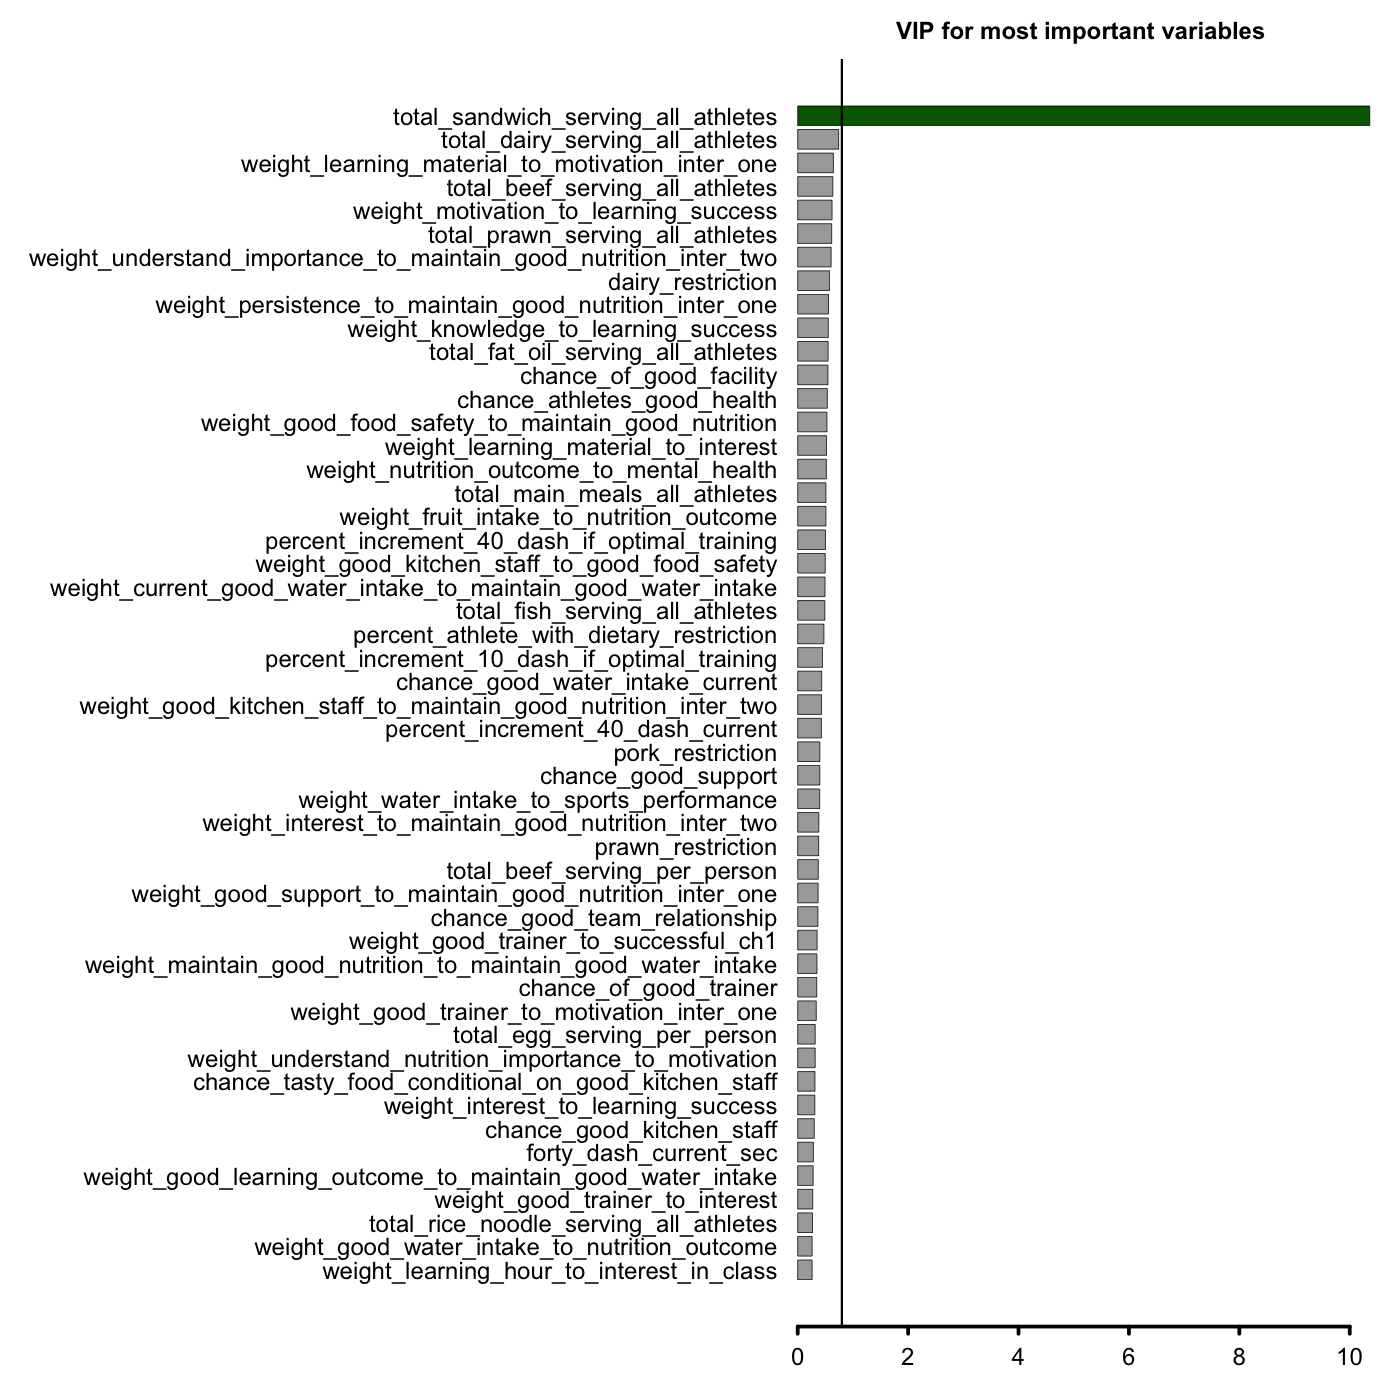 VIP for most important variables
total_sandwich_serving_all_athletes
total_dairy_serving_all_athletes
weight_learning_material_to_motivation_inter_one
total_beef_serving_all_athletes
weight_motivation_to_learning_success
total_prawn_serving_all_athletes
weight_understand_importance_to_maintain_good_nutrition_inter_two
dairy_restriction
weight_persistence_to_maintain_good_nutrition_inter_one
weight_knowledge_to_learning_success
total_fat_oil_serving_all_athletes
chance_of_good_facility
chance_athletes_good_health
weight_good_food_safety_to_maintain_good_nutrition
weight_learning_material_to_interest
weight_nutrition_outcome_to_mental_health
total_main_meals_all_athletes
weight_fruit_intake_to_nutrition_outcome
percent_increment_40_dash_if_optimal_training
weight_good_kitchen_staff_to_good_food_safety
weight_current_good_water_intake_to_maintain_good_water_intake
total_fish_serving_all_athletes
percent_athlete_with_dietary_restriction
percent_increment_10_dash_if_optimal_training
chance_good_water_intake_current
weight_good_kitchen_staff_to_maintain_good_nutrition_inter_two
percent_increment_40_dash_current
pork_restriction
chance_good_support
weight_water_intake_to_sports_performance
weight_interest_to_maintain_good_nutrition_inter_two
prawn_restriction
total_beef_serving_per_person
weight_good_support_to_maintain_good_nutrition_inter_one
chance_good_team_relationship
weight_good_trainer_to_successful_ch1
weight_maintain_good_nutrition_to_maintain_good_water_intake
chance_of_good_trainer
weight_good_trainer_to_motivation_inter_one
total_egg_serving_per_person
weight_understand_nutrition_importance_to_motivation
chance_tasty_food_conditional_on_good_kitchen_staff
weight_interest_to_learning_success
chance_good_kitchen_staff
forty_dash_current_sec
weight_good_learning_outcome_to_maintain_good_water_intake
weight_good_trainer_to_interest
total_rice_noodle_serving_all_athletes
weight_good_water_intake_to_nutrition_outcome
weight_learning_hour_to_interest_in_class
0 2 4 6 8 10